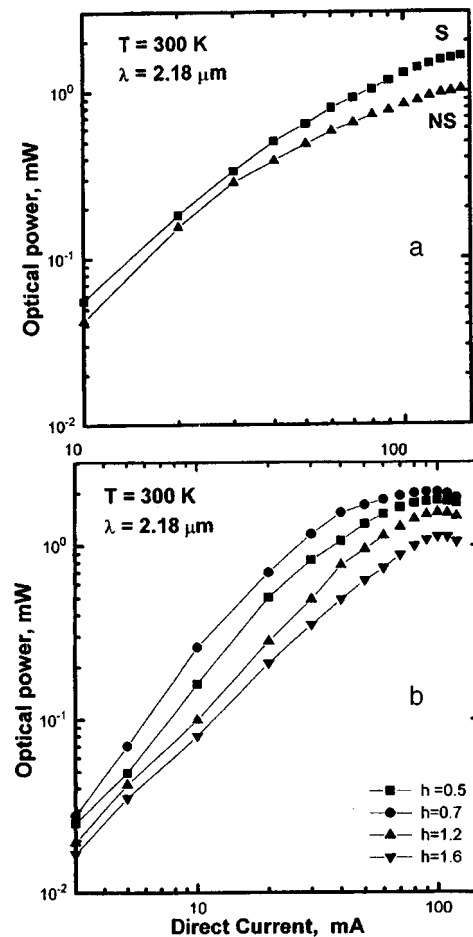 T = 300 K
λ = 2.18 μm
S
NS
a
Optical power, mW
10⁰
10⁻¹
10⁻²
10
100
T = 300 K
λ = 2.18 μm
b
Optical power, mW
10⁰
10⁻¹
10⁻²
h =0.5
h=0.7
h=1.2
h=1.6
10
100
Direct Current, mA